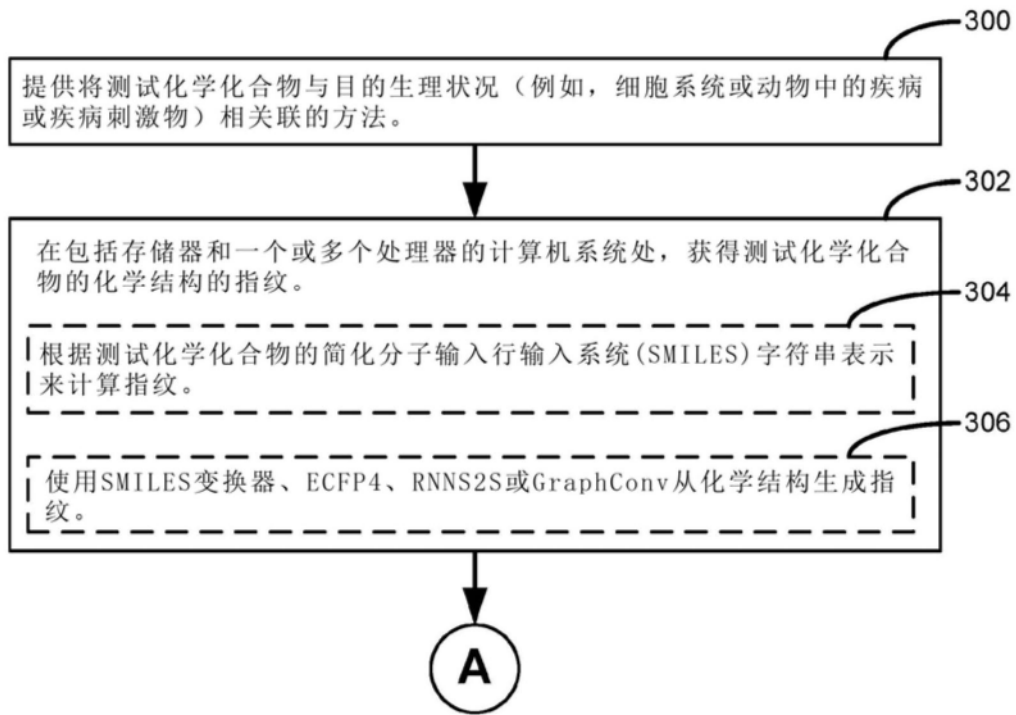 300
提供将测试化学化合物与目的生理状况（例如，细胞系统或动物中的疾病
或疾病刺激物）相关联的方法。
302
在包括存储器和一个或多个处理器的计算机系统处，获得测试化学化合
物的化学结构的指纹。
304
根据测试化学化合物的简化分子输入行输入系统(SMILES)字符串表示
来计算指纹。
306
使用SMILES变换器、ECFP4、RNNS2S或GraphConv从化学结构生成指
纹。
A